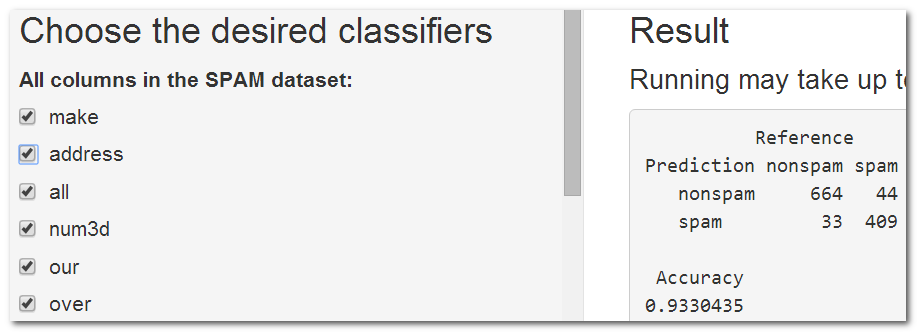 Choose the desired classifiers
All columns in the SPAM dataset:
make
address
all
num3d
our
over
Result
Running may take up
Reference
Prediction nonspam spam
nonspam 664 44
spam 33 409
Accuracy
0.9330435